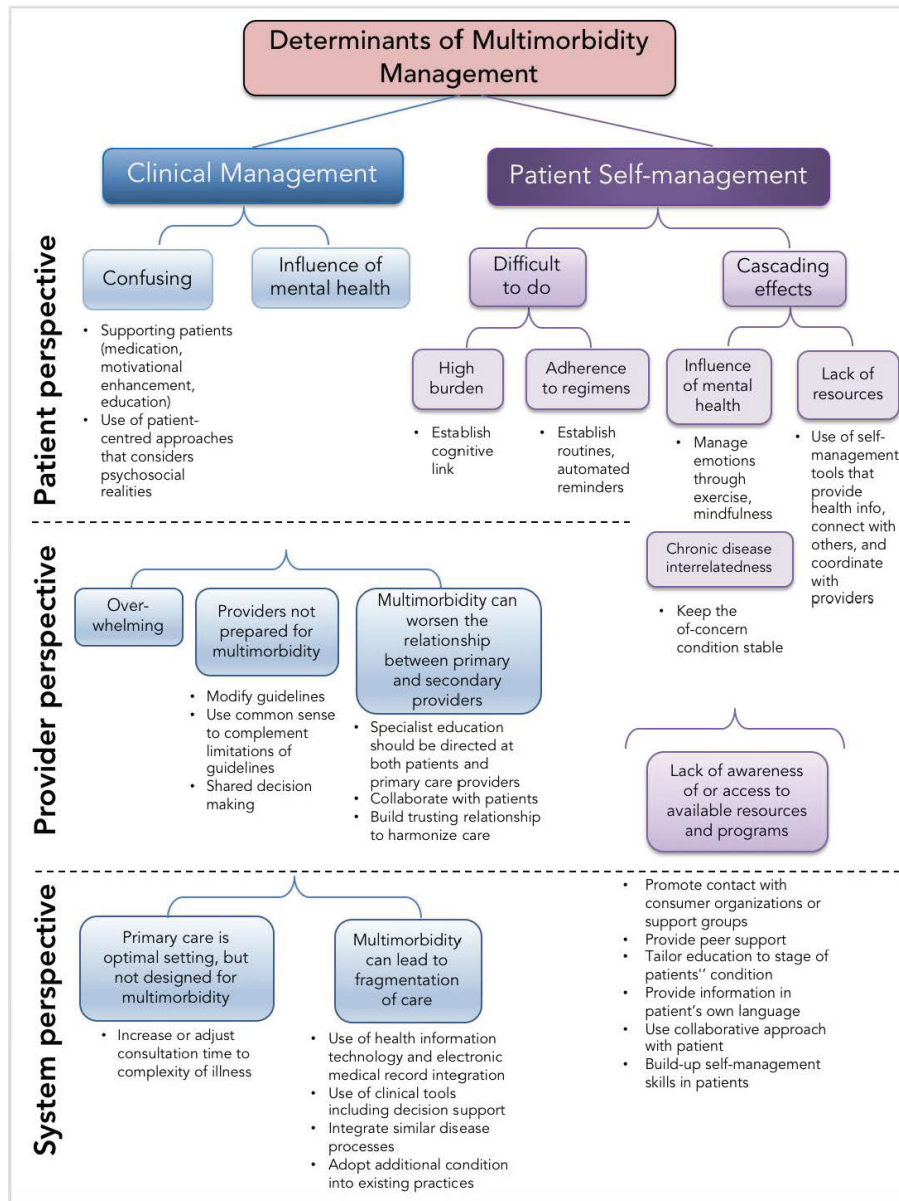 Determinants of Multimorbidity
Management
Clinical Management
Patient Self-management
Patient perspective
Confusing
Influence of
mental health
Difficult
to do
Cascading
effects
• Supporting patients
(medication,
motivational
enhancement,
education)
• Use of patient-
centred approaches
that considers
psychosocial
realities
High
burden
Adherence
to regimens
Influence
of mental
health
Lack of
resources
• Establish
cognitive
link
• Establish
routines,
automated
reminders
• Manage
emotions
through
exercise,
mindfulness
• Use of self-
management
tools that
provide
health info,
connect with
others, and
coordinate
with
providers
Chronic disease
interrelatedness
• Keep the
of-concern
condition stable
Provider perspective
Over-
whelming
Providers not
prepared for
multimorbidity
Multimorbidity can
worsen the
relationship
between primary
and secondary
providers
• Modify guidelines
• Use common sense
to complement
limitations of
guidelines
• Shared decision
making
• Specialist education
should be directed at
both patients and
primary care providers
• Collaborate with patients
• Build trusting relationship
to harmonize care
Lack of awareness
of or access to
available resources
and programs
System perspective
Primary care is
optimal setting, but
not designed for
multimorbidity
Multimorbidity
can lead to
fragmentation
of care
• Increase or adjust
consultation time to
complexity of illness
• Use of health information
technology and electronic
medical record integration
• Use of clinical tools
including decision support
• Integrate similar disease
processes
• Adopt additional condition
into existing practices
• Promote contact with
consumer organizations or
support groups
• Provide peer support
• Tailor education to stage of
patients'' condition
• Provide information in
patient's own language
• Use collaborative approach
with patient
• Build-up self-management
skills in patients